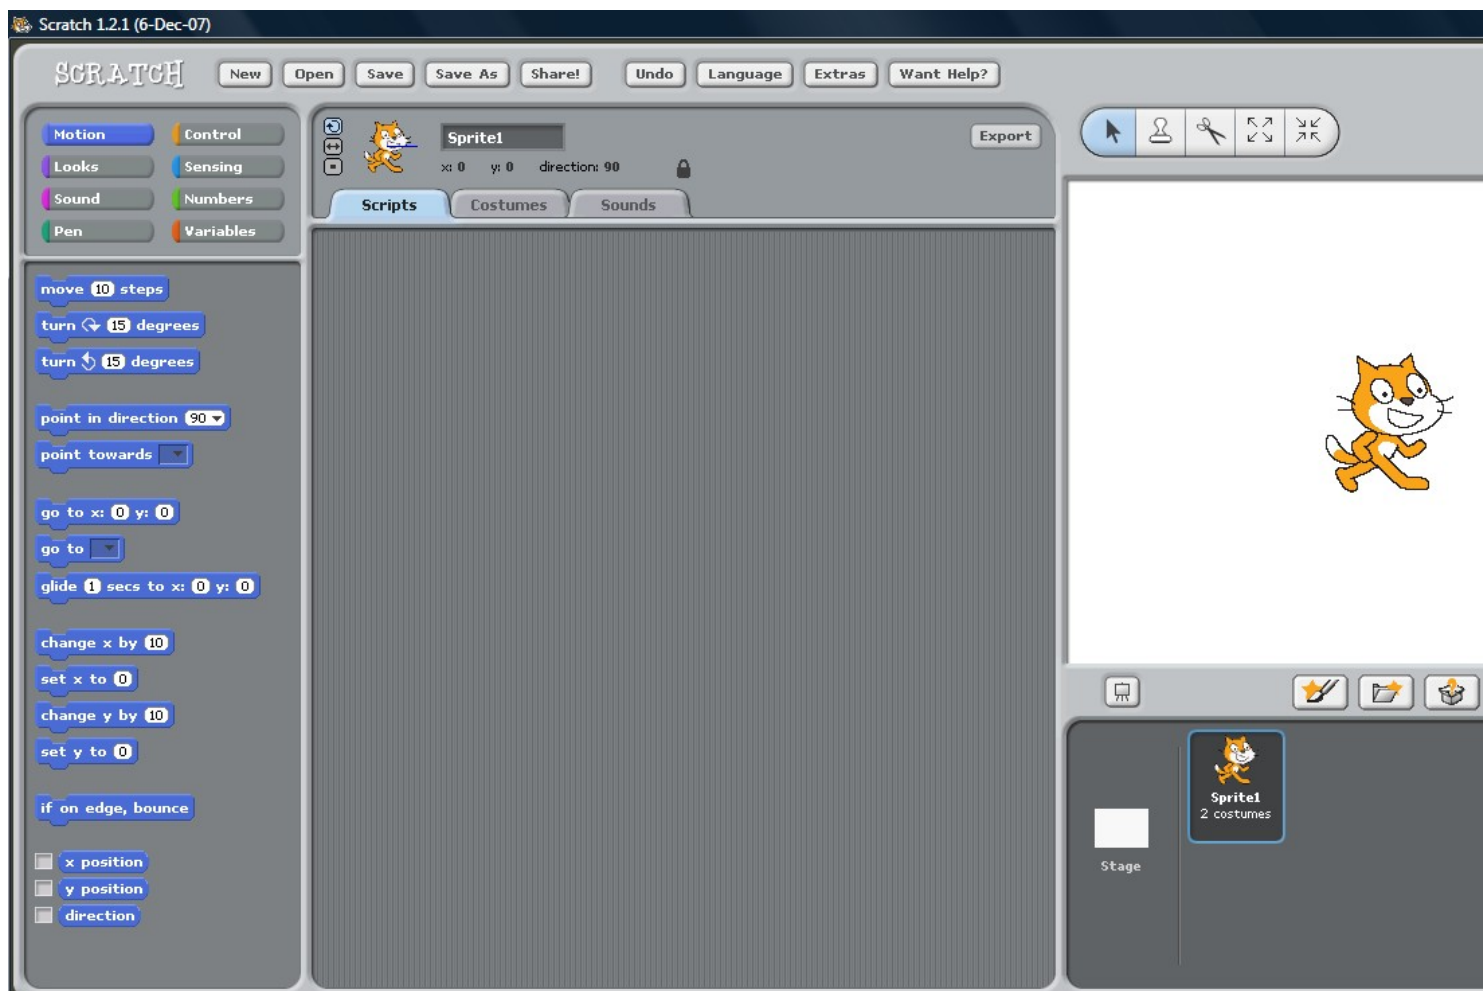 Scratch 1.2.1 (6-Dec-07)
SCRATCH New Open Save Save As Share! Undo Language Extras Want Help?
Motion Control
Looks Sensing
Sound Numbers
Pen Variables
move 10 steps
turn 15 degrees
turn 15 degrees
point in direction 90
point towards
go to x: 0 y: 0
go to
glide 1 secs to x: 0 y: 0
change x by 10
set x to 0
change y by 10
set y to 0
if on edge, bounce
x position
y position
direction
Sprite1
Export
x: 0 y: 0 direction: 90
Scripts Costumes Sounds
Sprite1
2 costumes
Stage